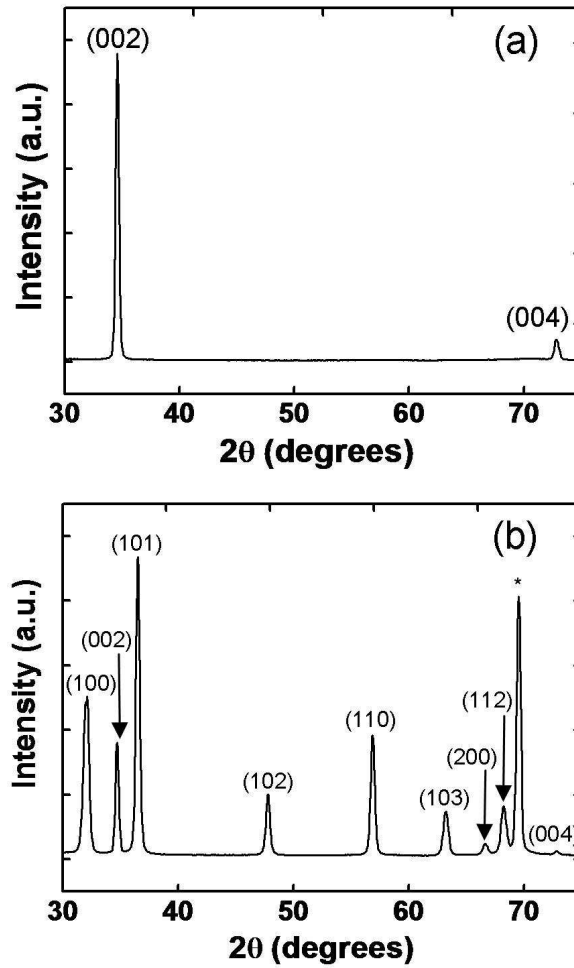 (a)
(002)
(004)
Intensity (a.u.)
30 40 50 60 70
2θ (degrees)
(b)
(101)
*
(002)
(100)
(112)
(110)
(200)
(102)
(103)
(004)
Intensity (a.u.)
30 40 50 60 70
2θ (degrees)